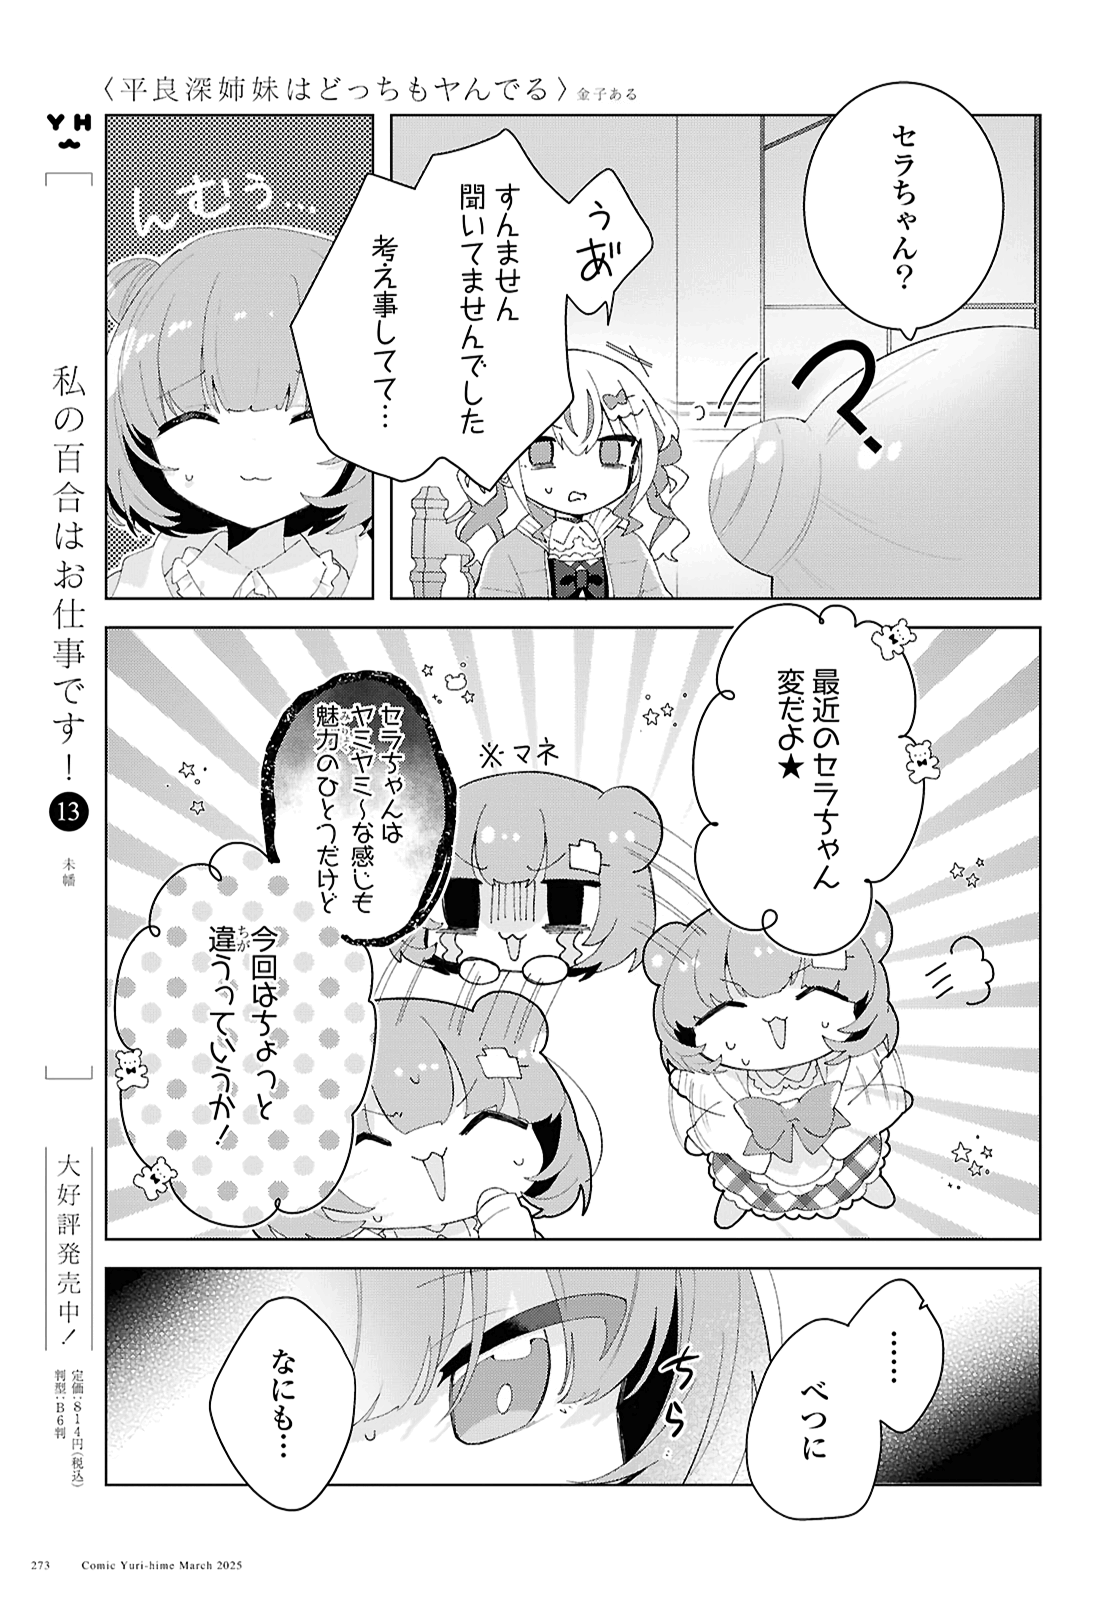 〈平良深姉妹はどっちもヤんでる〉金子ある
セラちゃん?
?
うあ゛
すんません
聞いてませんでした
考え事してて…
んむぅ…
最近のセラちゃん
変だよ★
※マネ
セラちゃんは
ヤミヤミ〜な感じも
魅力のひとつだけど
みりょく
今回はちょっと
違うっていうか!
ちが
……
べつに
ちら
なにも…
YH
私の百合はお仕事です!13 未幡
大好評発売中!
定価:814円(税込)
判型:B6判
273 Comic Yuri-hime March 2025